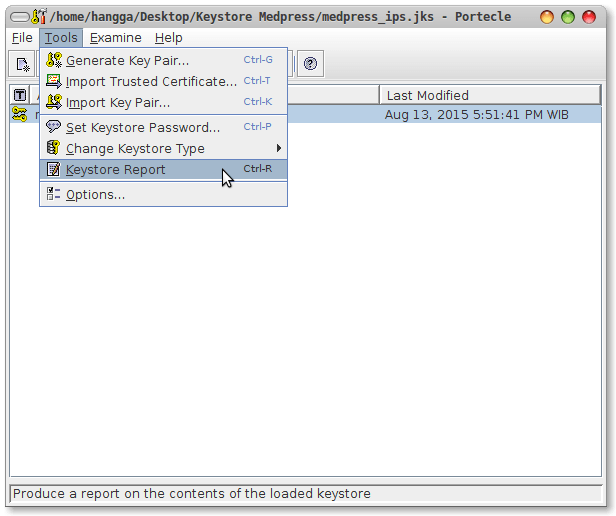 /home/hangga/Desktop/Keystore Medpress/medpress_ips.jks - Portecle
File Tools Examine Help
Generate Key Pair... Ctrl-G
Import Trusted Certificate... Ctrl-T
Import Key Pair... Ctrl-K
T Last Modified
Aug 13, 2015 5:51:41 PM WIB
Set Keystore Password... Ctrl-P
Change Keystore Type
Keystore Report Ctrl-R
Options...
Produce a report on the contents of the loaded keystore